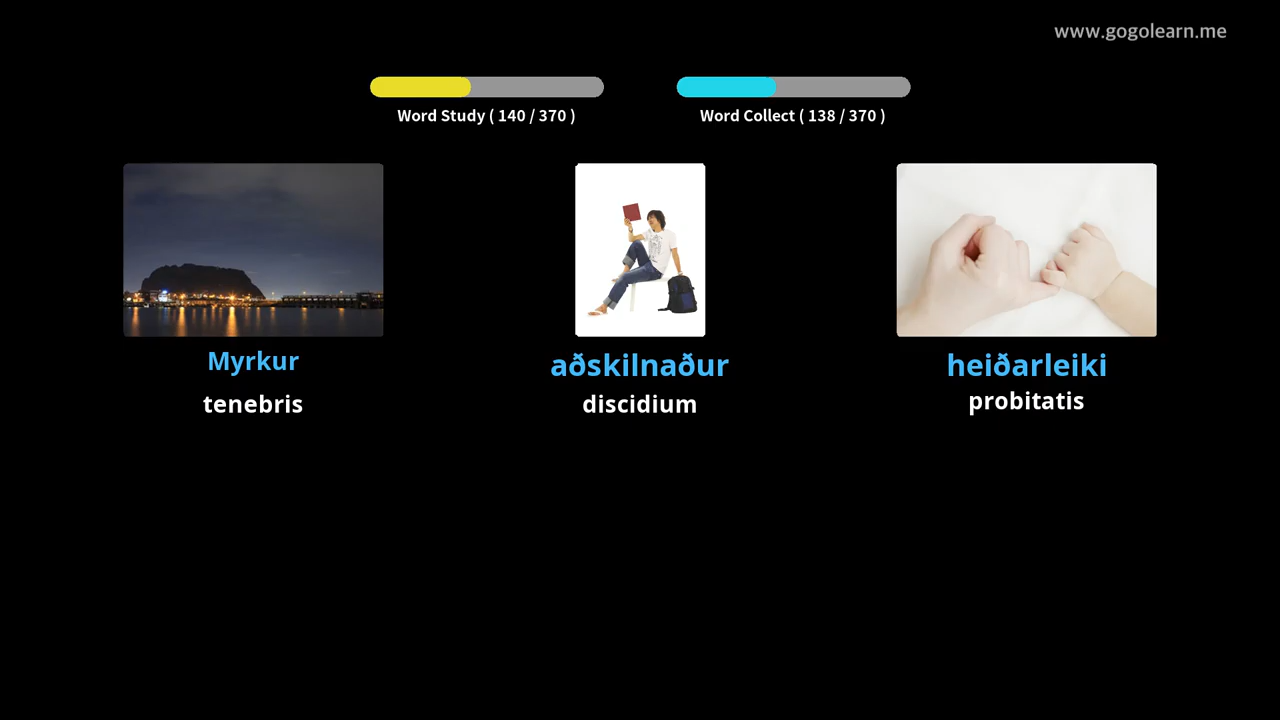 www.gogolearn.me
Word Study ( 140 / 370 )
Word Collect ( 138 / 370 )
Myrkur
tenebris
aðskilnaður
discidium
heiðarleiki
probitatis